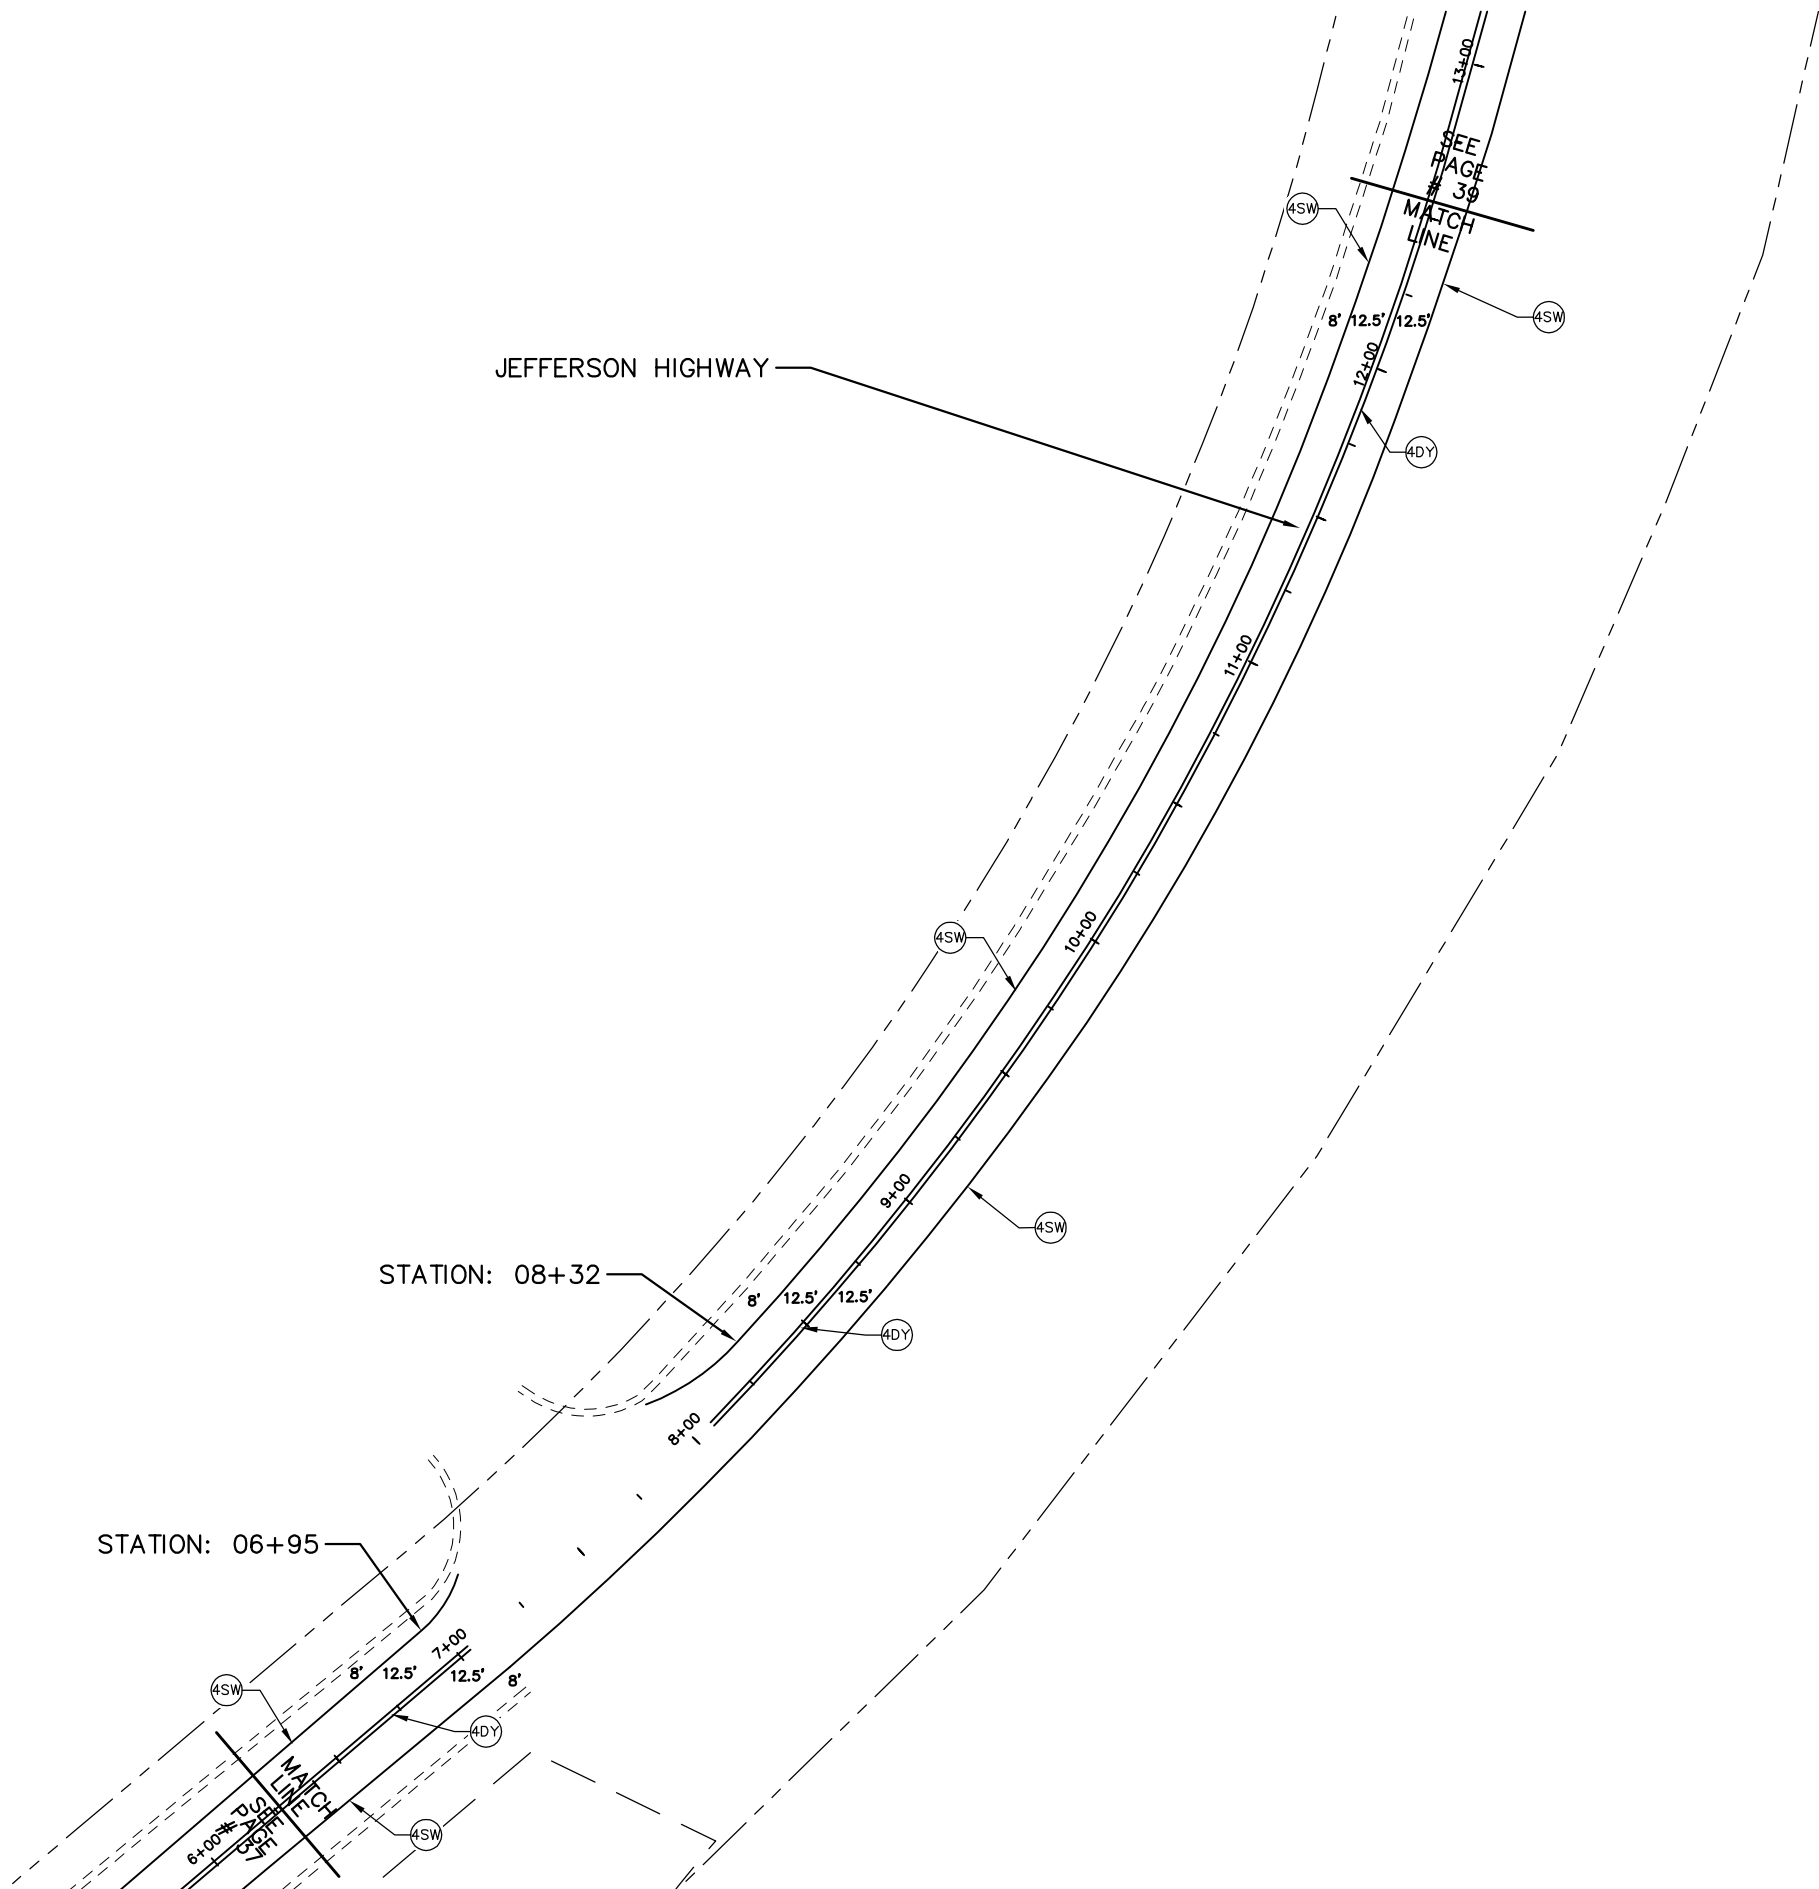 13+00
SEE
PAGE
# 39
MATCH
LINE
4SW
4SW
8' 12.5' 12.5'
12+00
JEFFERSON HIGHWAY
4DY
11+00
4SW
10+00
9+00
4SW
STATION: 08+32
8' 12.5' 12.5'
4DY
8+00
STATION: 06+95
7+00
8' 12.5' 12.5' 8'
4SW
4DY
MATCH
LINE
SEE
PAGE
# 37
6+00
4SW